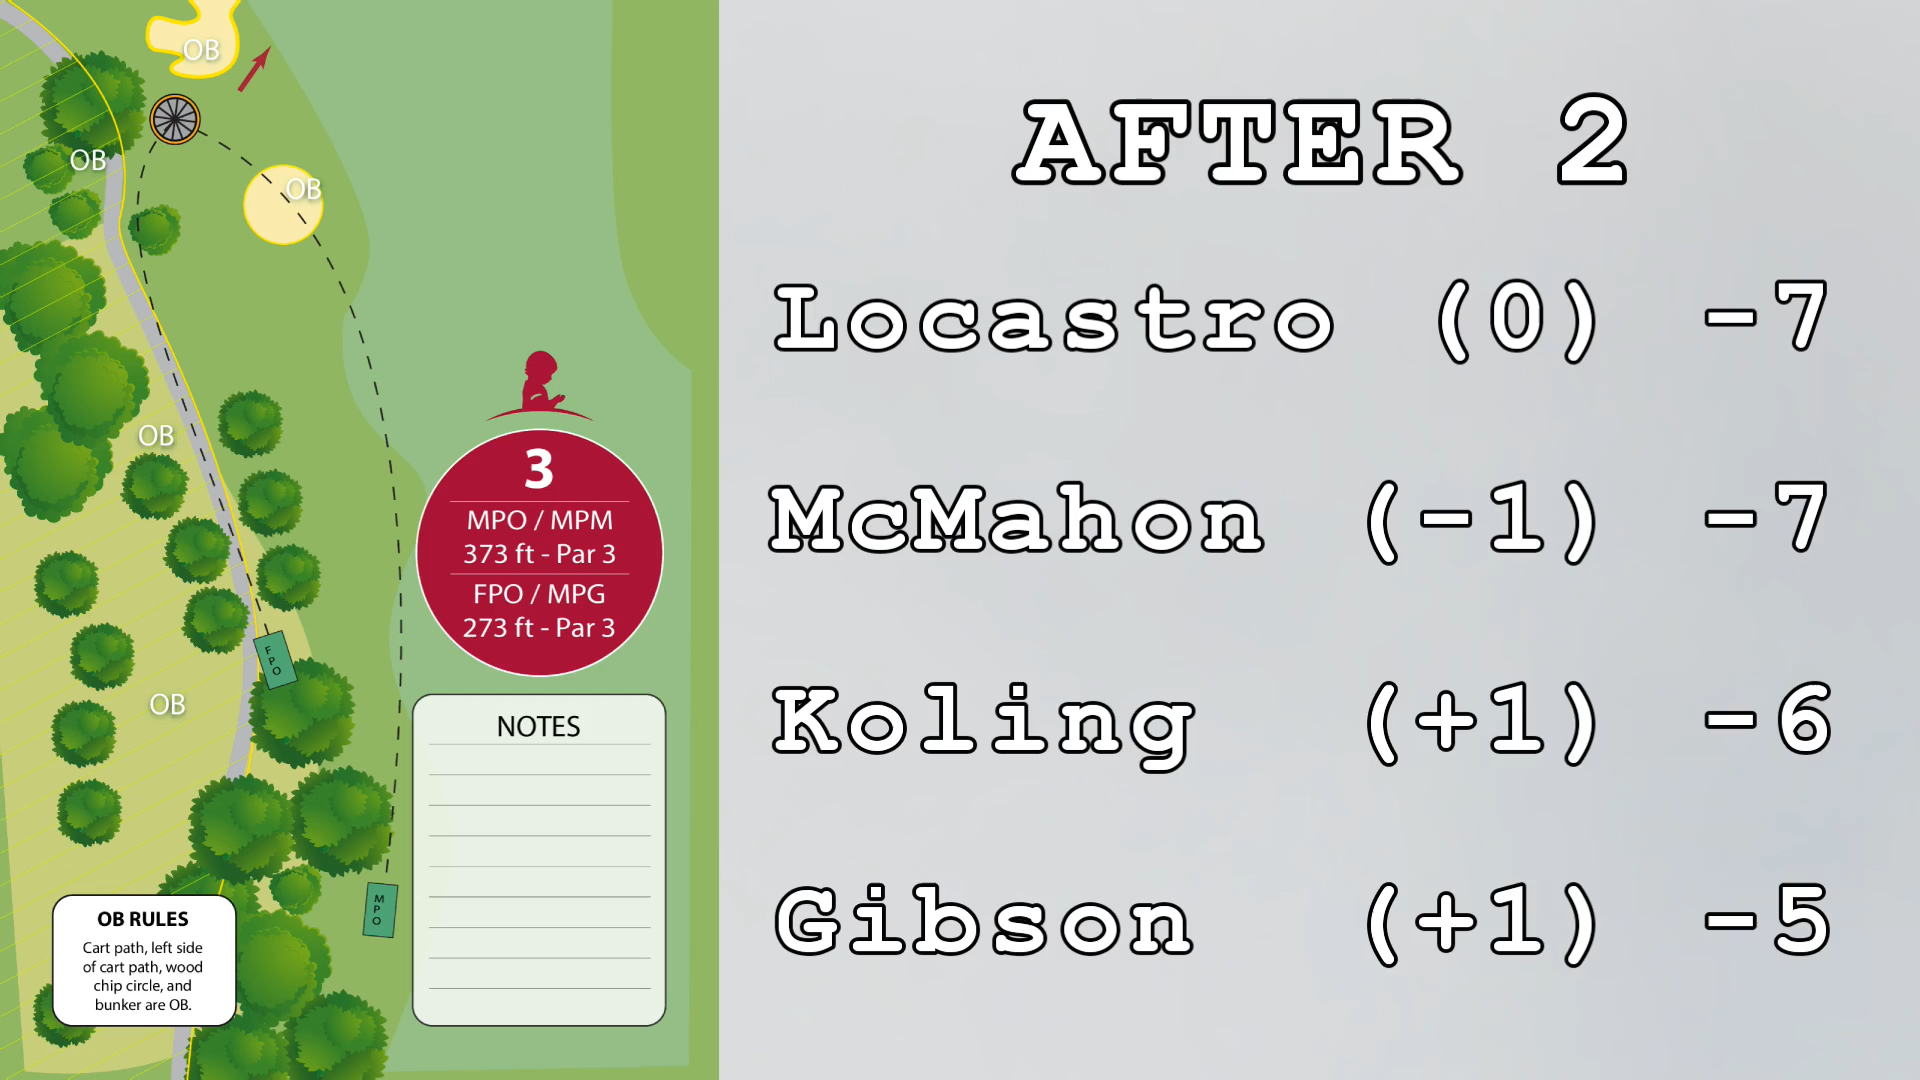 OB
OB
OB
OB
OB
FPO
MPO
3
MPO / MPM
373 ft - Par 3
FPO / MPG
273 ft - Par 3
NOTES
OB RULES
Cart path, left side
of cart path, wood
chip circle, and
bunker are OB.
AFTER 2
Locastro (0) -7
McMahon (-1) -7
Koling (+1) -6
Gibson (+1) -5